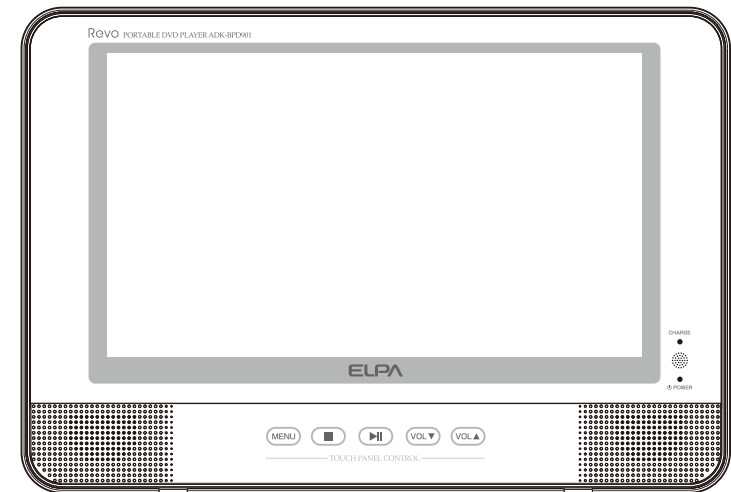 Revo PORTABLE DVD PLAYER ADK-BPD901
ELPA
CHARGE
POWER
MENU
VOL▼
VOL▲
TOUCH PANEL CONTROL